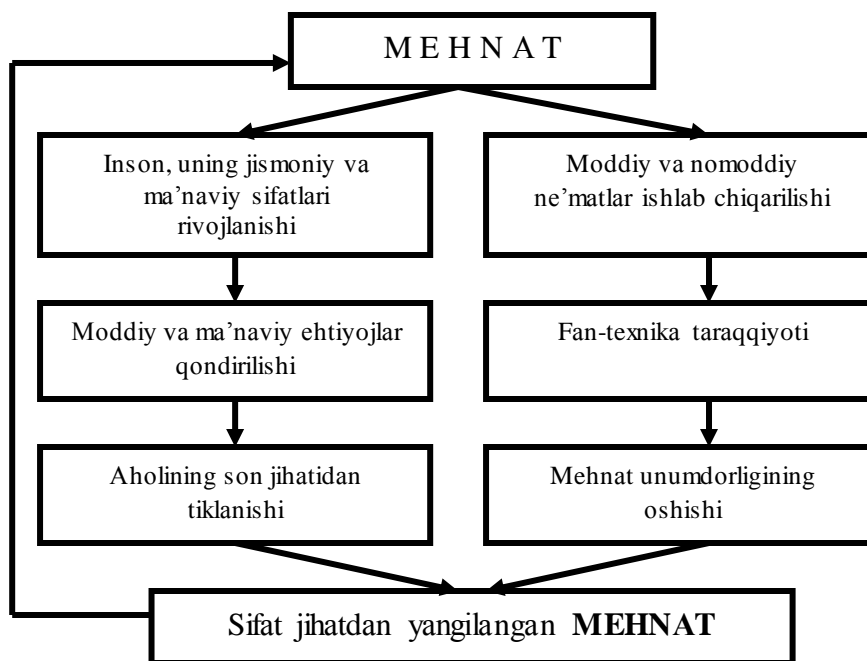 M E H N A T
Inson, uning jismoniy va
ma’naviy sifatlari
rivojlanishi
Moddiy va nomoddiy
ne’matlar ishlab chiqarilishi
Moddiy va ma’naviy ehtiyojlar
qondirilishi
Fan-texnika taraqqiyoti
Aholining son jihatidan
tiklanishi
Mehnat unumdorligining
oshishi
Sifat jihatdan yangilangan MEHNAT